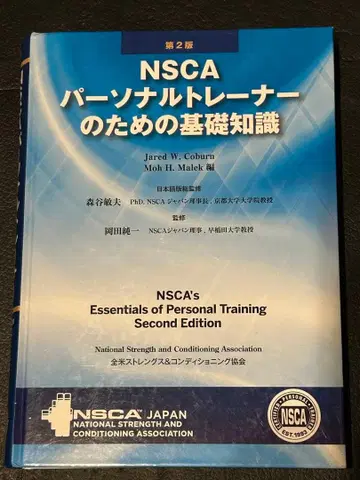 第2版
NSCA
パーソナルトレーナー
のための基礎知識
Jared W. Coburn
Moh H. Malek 編
日本語版総監修
森谷敏夫 PhD, NSCAジャパン理事長, 京都大学大学院教授
監修
岡田純一 NSCAジャパン理事, 早稲田大学教授
NSCA's
Essentials of Personal Training
Second Edition
National Strength and Conditioning Association
全米ストレングス&コンディショニング協会
NSCA JAPAN
NATIONAL STRENGTH AND
CONDITIONING ASSOCIATION
PERSONAL
NSCA
EST. 1993